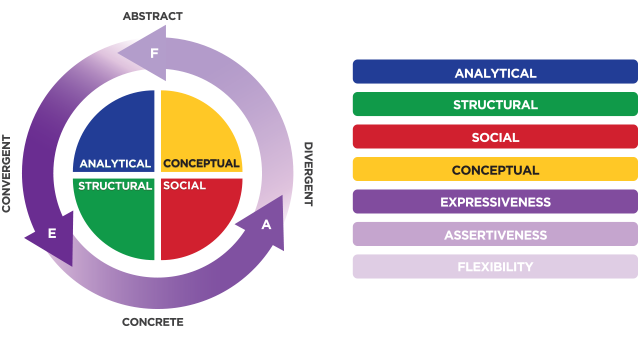 ABSTRACT
F
CONVERGENT
DIVERGENT
ANALYTICAL
CONCEPTUAL
STRUCTURAL
SOCIAL
E
A
CONCRETE
ANALYTICAL
STRUCTURAL
SOCIAL
CONCEPTUAL
EXPRESSIVENESS
ASSERTIVENESS
FLEXIBILITY